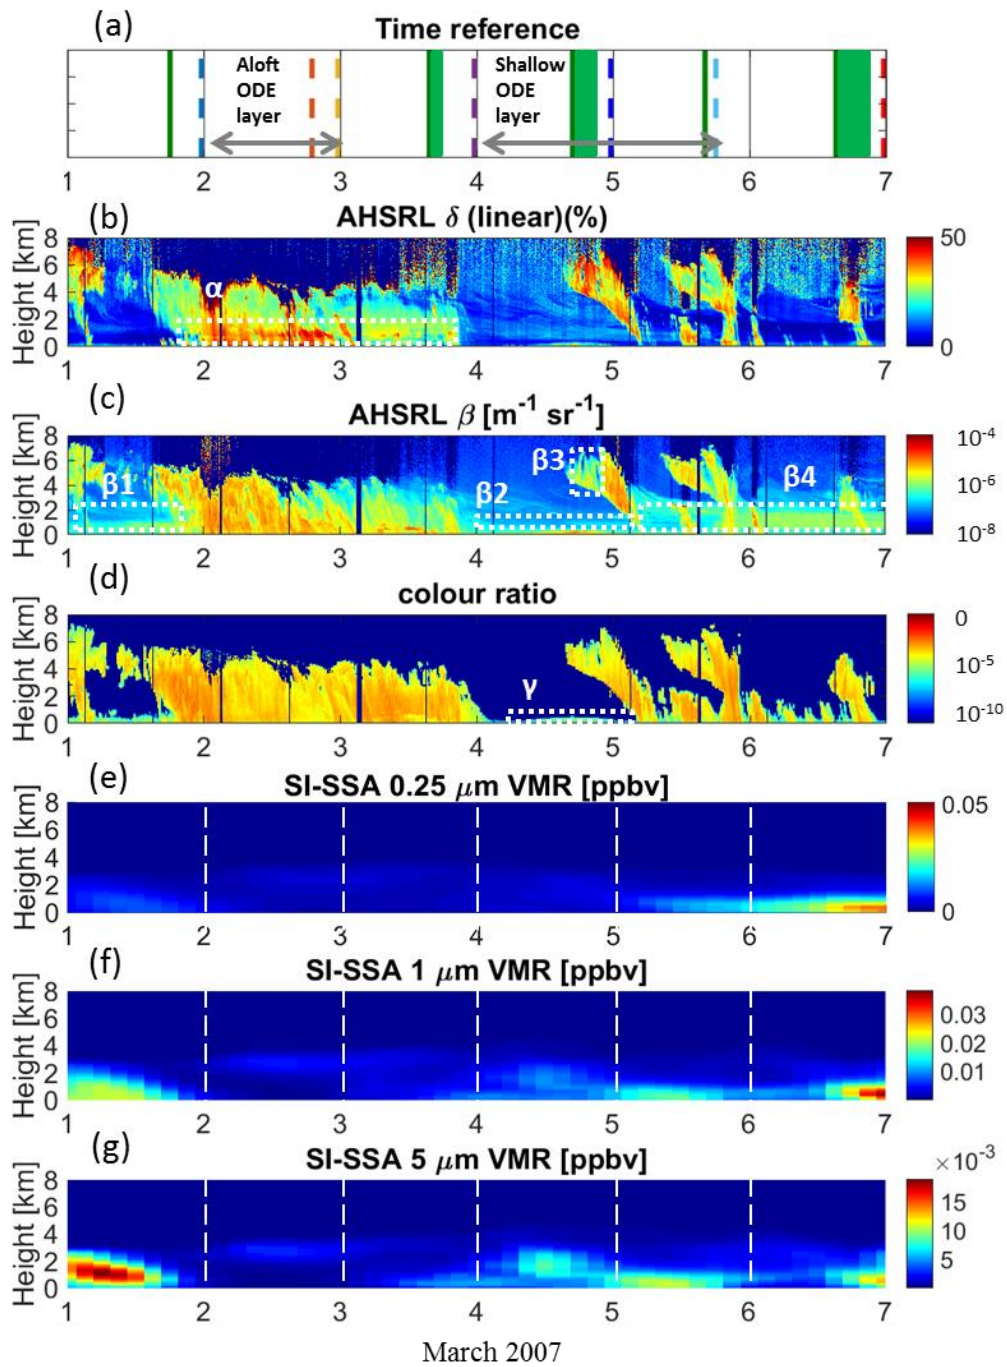 (a)
Time reference
Aloft
ODE
layer
Shallow
ODE
layer
1 2 3 4 5 6 7
(b)
AHSRL δ (linear)(%)
Height [km]
8
6
4
2
0
α
50
0
1 2 3 4 5 6 7
(c)
AHSRL β [m⁻¹ sr⁻¹]
Height [km]
8
6
4
2
0
β1
β2
β3
β4
10⁻⁴
10⁻⁶
10⁻⁸
1 2 3 4 5 6 7
(d)
colour ratio
Height [km]
8
6
4
2
0
γ
0
10⁻⁵
10⁻¹⁰
1 2 3 4 5 6 7
(e)
SI-SSA 0.25 μm VMR [ppbv]
Height [km]
8
6
4
2
0
0.05
0
1 2 3 4 5 6 7
(f)
SI-SSA 1 μm VMR [ppbv]
Height [km]
8
6
4
2
0
0.03
0.02
0.01
1 2 3 4 5 6 7
(g)
SI-SSA 5 μm VMR [ppbv]
Height [km]
8
6
4
2
0
×10⁻³
15
10
5
1 2 3 4 5 6 7
March 2007